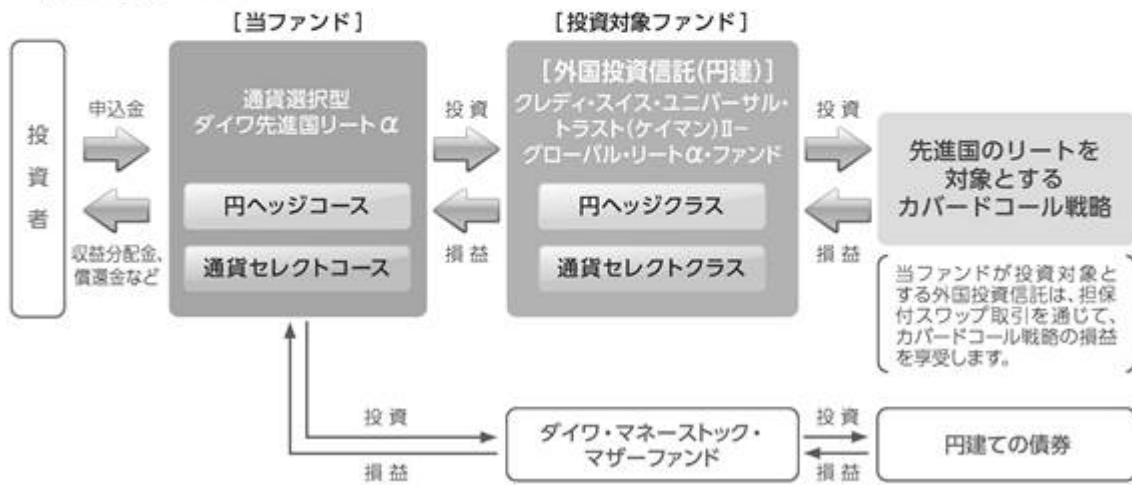 [当ファンド]
[投資対象ファンド]
投資者
申込金
収益分配金、
償還金など
通貨選択型
ダイワ先進国リートα
円ヘッジコース
通貨セレクトコース
投資
損益
[外国投資信託(円建)]
クレディ・スイス・ユニバーサル・
トラスト(ケイマン)Ⅱ−
グローバル・リートα・ファンド
円ヘッジクラス
通貨セレクトクラス
投資
損益
先進国のリートを
対象とする
カバードコール戦略
当ファンドが投資対象と
する外国投資信託は、担保
付スワップ取引を通じて、
カバードコール戦略の損益
を享受します。
投資
損益
ダイワ・マネーストック・
マザーファンド
投資
損益
円建ての債券